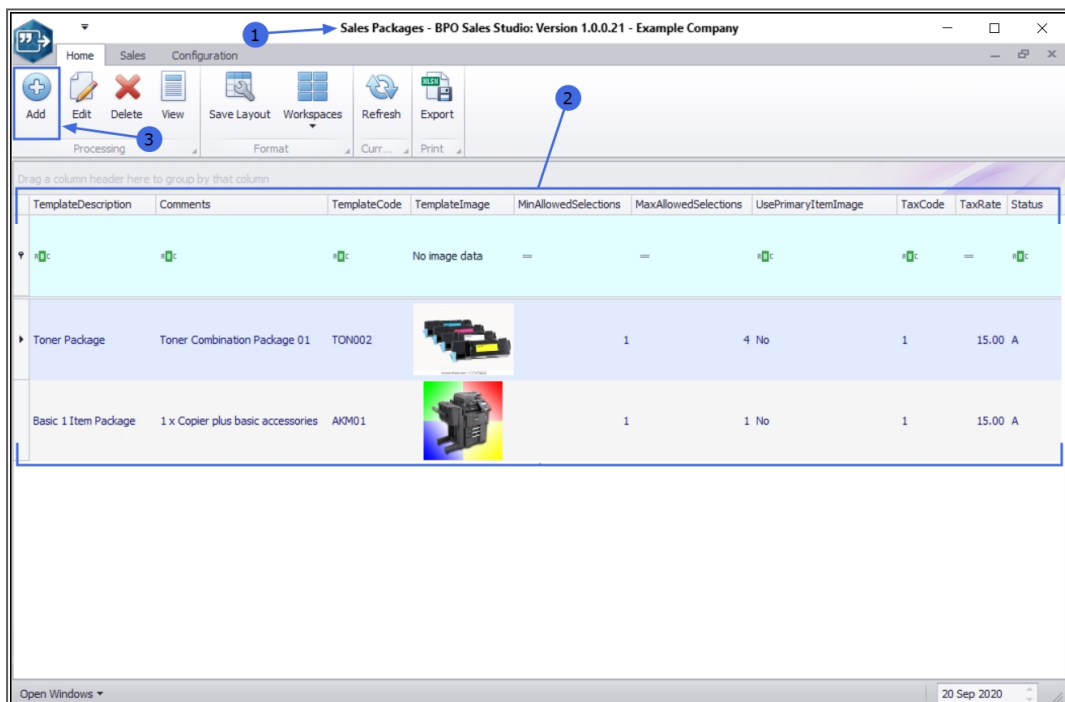 1
Sales Packages - BPO Sales Studio: Version 1.0.0.21 - Example Company
Home Sales Configuration
Add Edit Delete View Save Layout Workspaces Refresh Export
XLSX
2
3
Processing Format Curr... Print
Drag a column header here to group by that column
TemplateDescription Comments TemplateCode TemplateImage MinAllowedSelections MaxAllowedSelections UsePrimaryItemImage TaxCode TaxRate Status
No image data = = =
Toner Package Toner Combination Package 01 TON002 1 4 No 1 15.00 A
Basic 1 Item Package 1 x Copier plus basic accessories AKM01 1 1 No 1 15.00 A
Open Windows 20 Sep 2020